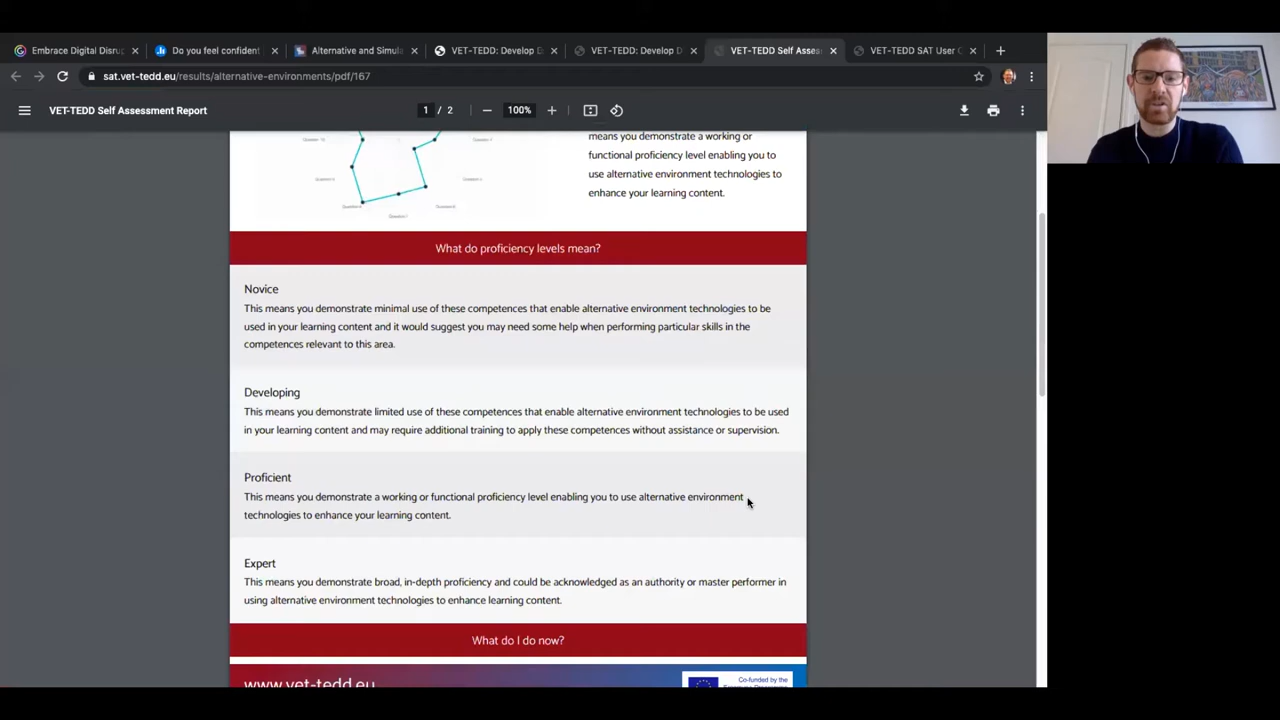 Embrace Digital Disrup
Do you feel confident
Alternative and Simula
VET-TEDD: Develop E
VET-TEDD: Develop D
VET-TEDD Self Asses
VET-TEDD SAT User G
sat.vet-tedd.eu/results/alternative-environments/pdf/167
VET-TEDD Self Assessment Report
1 / 2
100%
means you demonstrate a working or
functional proficiency level enabling you to
use alternative environment technologies to
enhance your learning content.
What do proficiency levels mean?
Novice
This means you demonstrate minimal use of these competences that enable alternative environment technologies to be
used in your learning content and it would suggest you may need some help when performing particular skills in the
competences relevant to this area.
Developing
This means you demonstrate limited use of these competences that enable alternative environment technologies to be used
in your learning content and may require additional training to apply these competences without assistance or supervision.
Proficient
This means you demonstrate a working or functional proficiency level enabling you to use alternative environment
technologies to enhance your learning content.
Expert
This means you demonstrate broad, in-depth proficiency and could be acknowledged as an authority or master performer in
using alternative environment technologies to enhance learning content.
What do I do now?
www.vet-tedd.eu
Co-funded by the